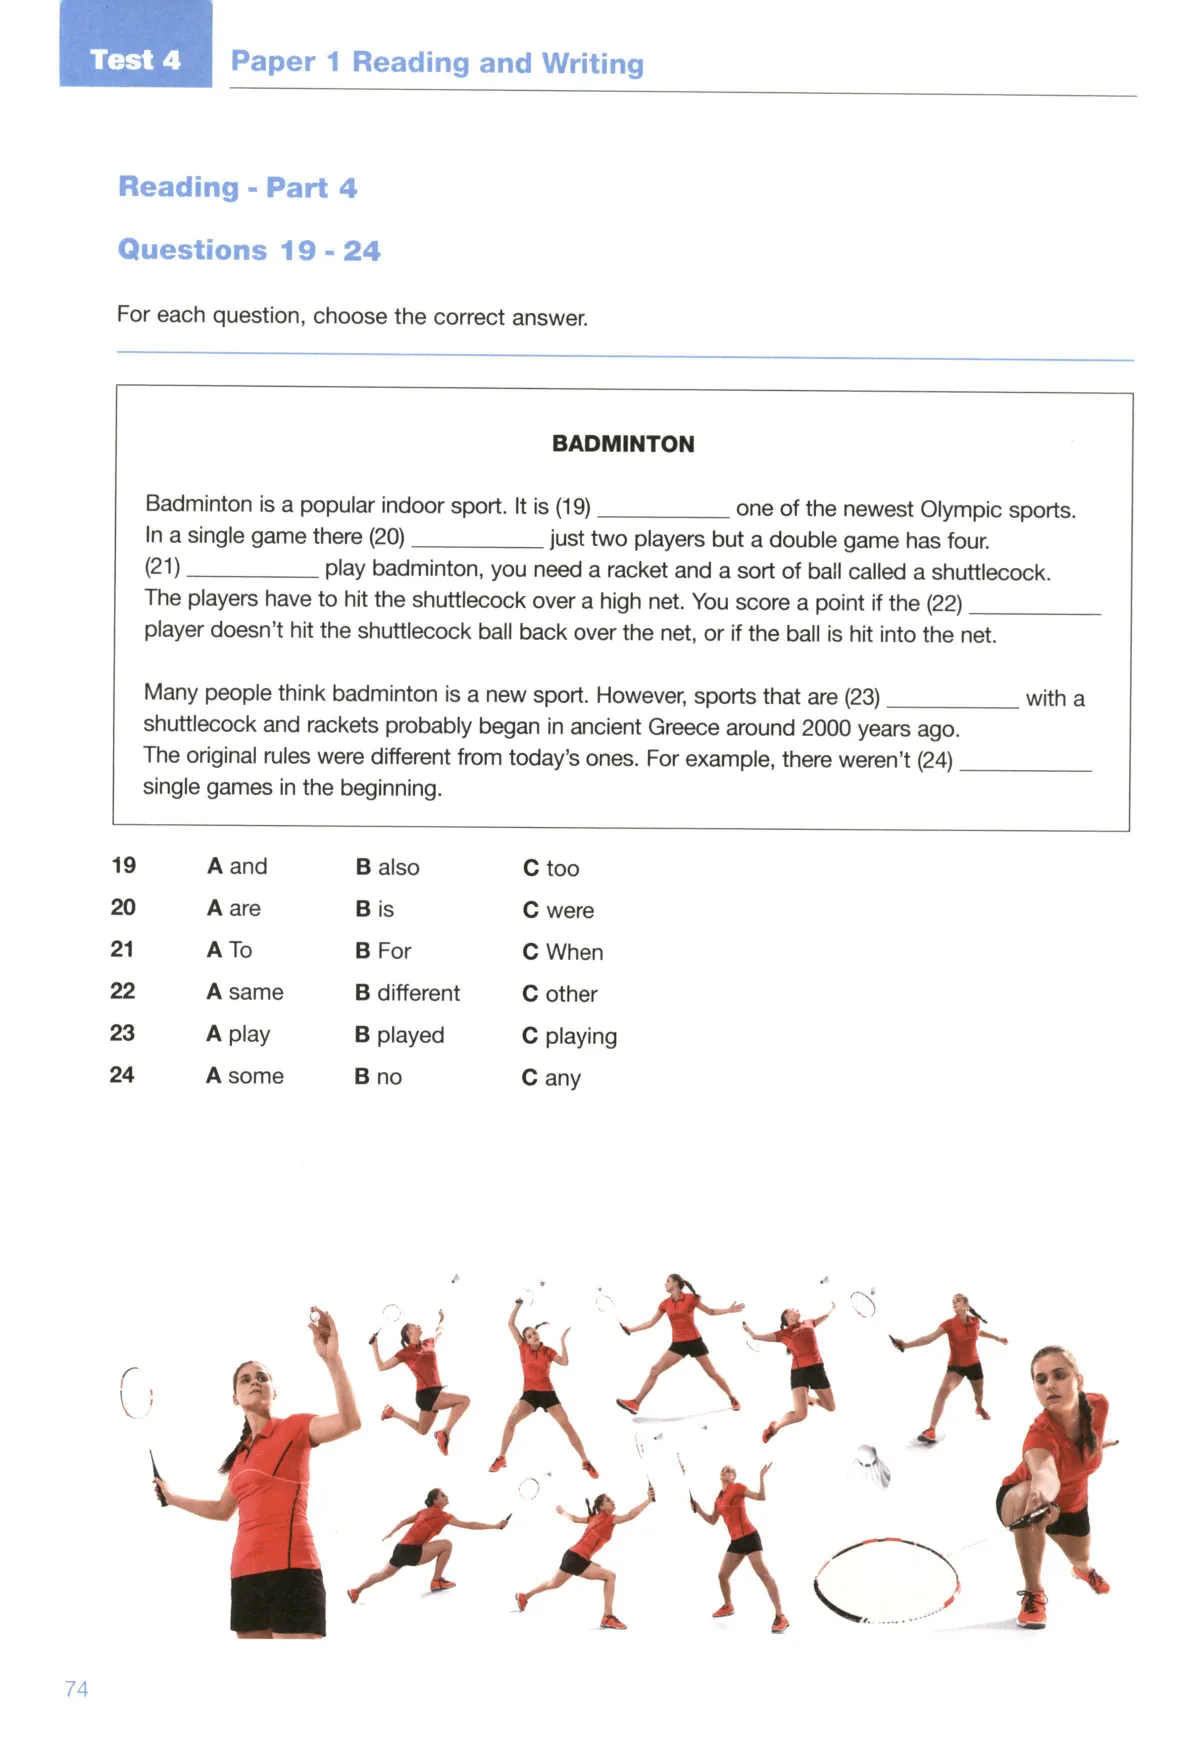 Test 4
Paper 1 Reading and Writing
Reading - Part 4
Questions 19 - 24
For each question, choose the correct answer.
BADMINTON
Badminton is a popular indoor sport. It is (19) ____________ one of the newest Olympic sports.
In a single game there (20) ____________ just two players but a double game has four.
(21) ____________ play badminton, you need a racket and a sort of ball called a shuttlecock.
The players have to hit the shuttlecock over a high net. You score a point if the (22) ____________
player doesn't hit the shuttlecock ball back over the net, or if the ball is hit into the net.
Many people think badminton is a new sport. However, sports that are (23) ____________ with a
shuttlecock and rackets probably began in ancient Greece around 2000 years ago.
The original rules were different from today's ones. For example, there weren't (24) ____________
single games in the beginning.
19 A and B also C too
20 A are B is C were
21 A To B For C When
22 A same B different C other
23 A play B played C playing
24 A some B no C any
74